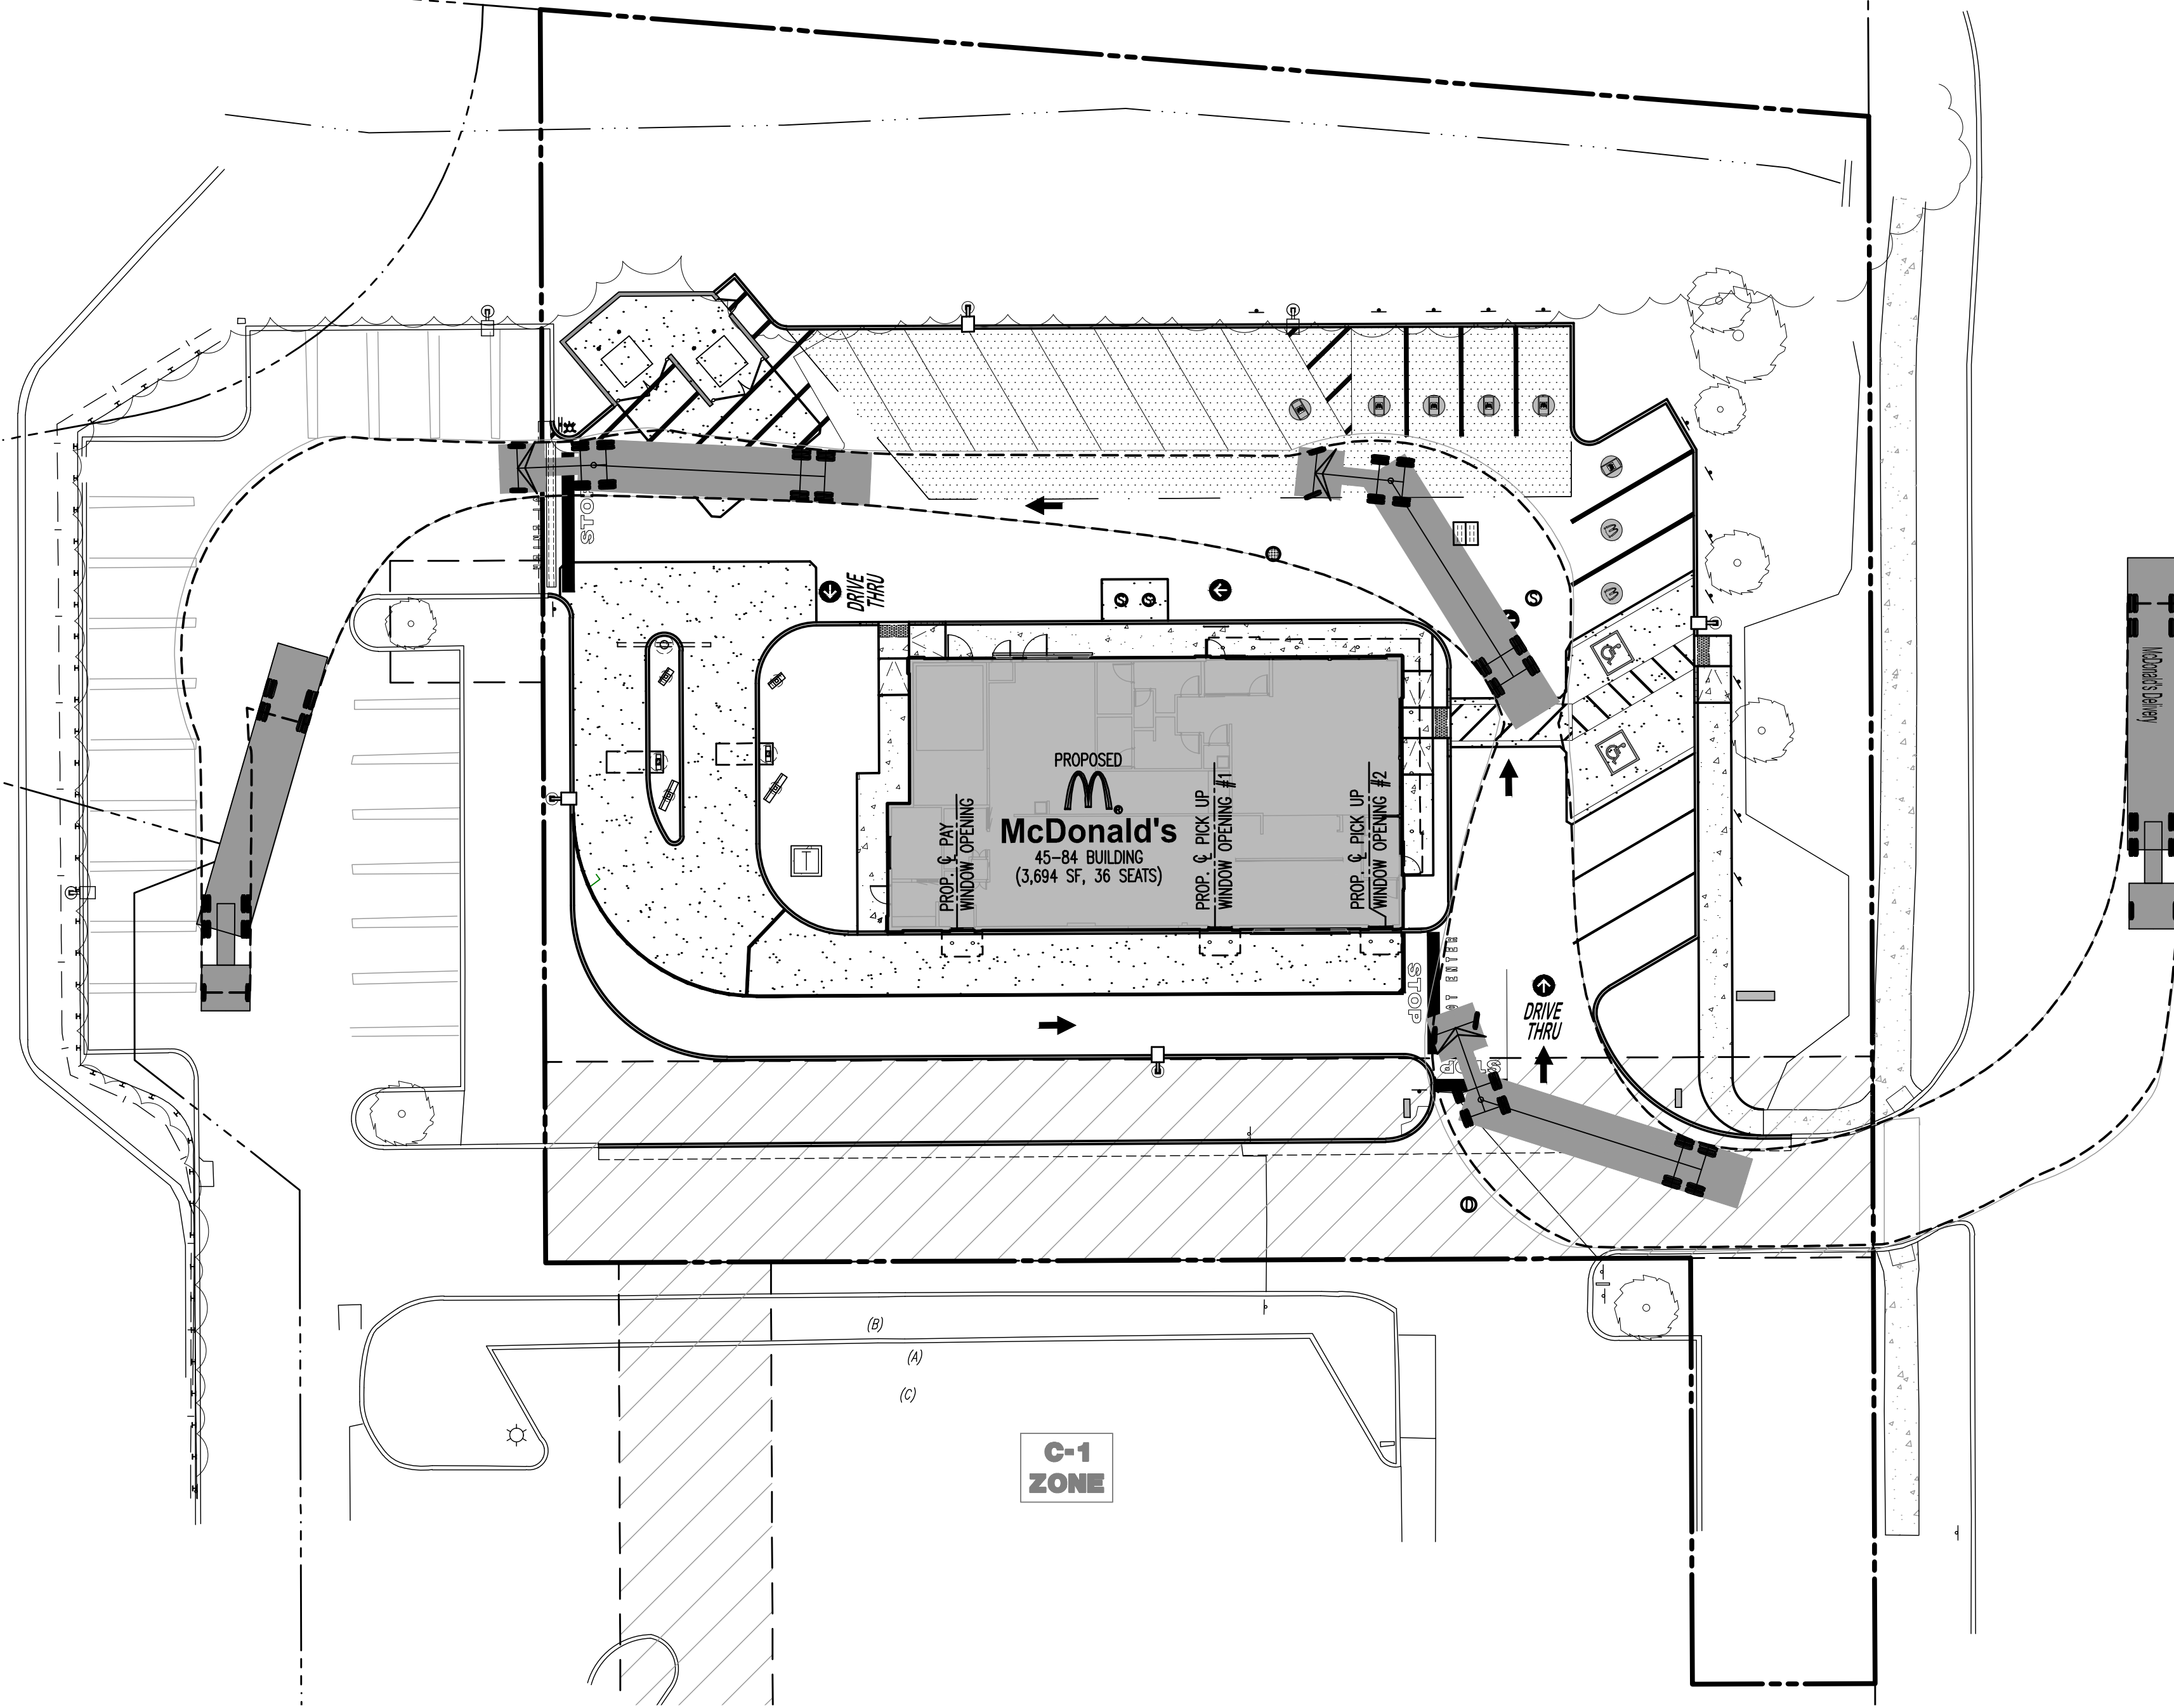 STOP
DRIVE
THRU
S
S
S
McDonald's Delivery
PROPOSED
®
McDonald's
45-84 BUILDING
(3,694 SF, 36 SEATS)
PROP. ℄ PAY
WINDOW OPENING
PROP. ℄ PICK UP
WINDOW OPENING #1
PROP. ℄ PICK UP
WINDOW OPENING #2
T
STOP
DRIVE
THRU
D
(B)
(A)
(C)
C-1
ZONE